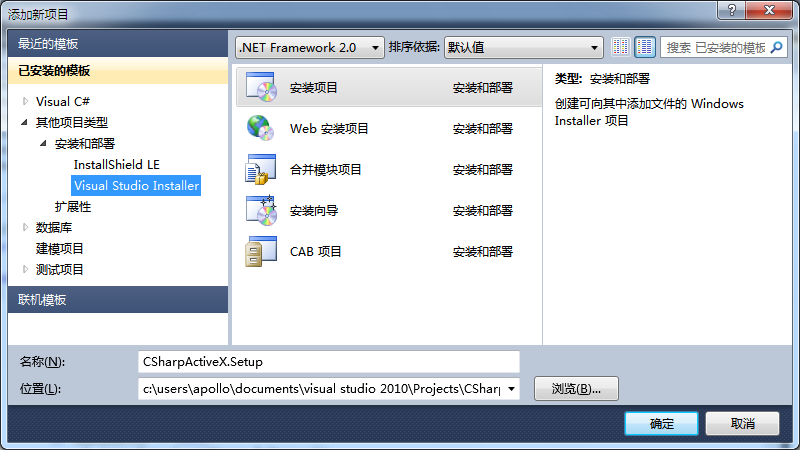 添加新项目
最近的模板
.NET Framework 2.0
排序依据:
默认值
搜索 已安装的模板
已安装的模板
Visual C#
其他项目类型
安装和部署
InstallShield LE
Visual Studio Installer
扩展性
数据库
建模项目
测试项目
联机模板
安装项目 安装和部署
Web 安装项目 安装和部署
合并模块项目 安装和部署
安装向导 安装和部署
CAB 项目 安装和部署
类型: 安装和部署
创建可向其中添加文件的 Windows
Installer 项目
名称(N): CSharpActiveX.Setup
位置(L): c:\users\apollo\documents\visual studio 2010\Projects\CSharp
浏览(B)...
确定 取消